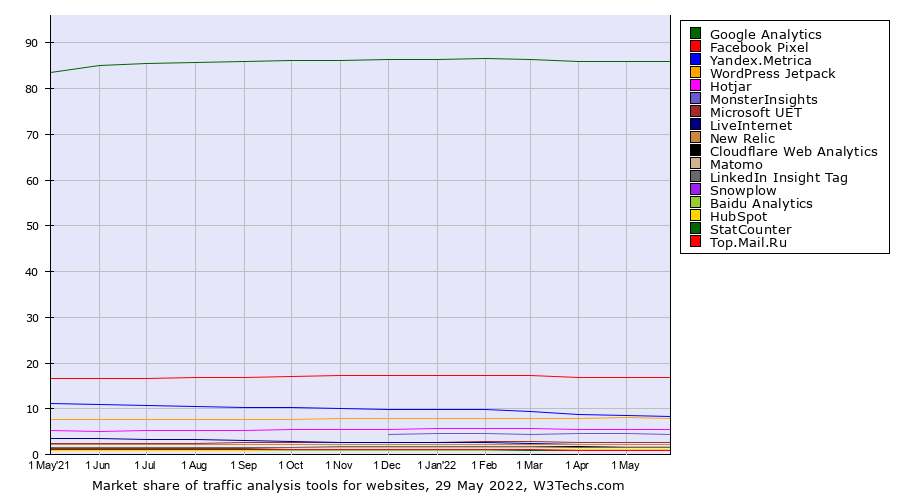 90
80
70
60
50
40
30
20
10
0
1 May'21 1 Jun 1 Jul 1 Aug 1 Sep 1 Oct 1 Nov 1 Dec 1 Jan'22 1 Feb 1 Mar 1 Apr 1 May
Market share of traffic analysis tools for websites, 29 May 2022, W3Techs.com
Google Analytics
Facebook Pixel
Yandex.Metrica
WordPress Jetpack
Hotjar
MonsterInsights
Microsoft UET
LiveInternet
New Relic
Cloudflare Web Analytics
Matomo
LinkedIn Insight Tag
Snowplow
Baidu Analytics
HubSpot
StatCounter
Top.Mail.Ru